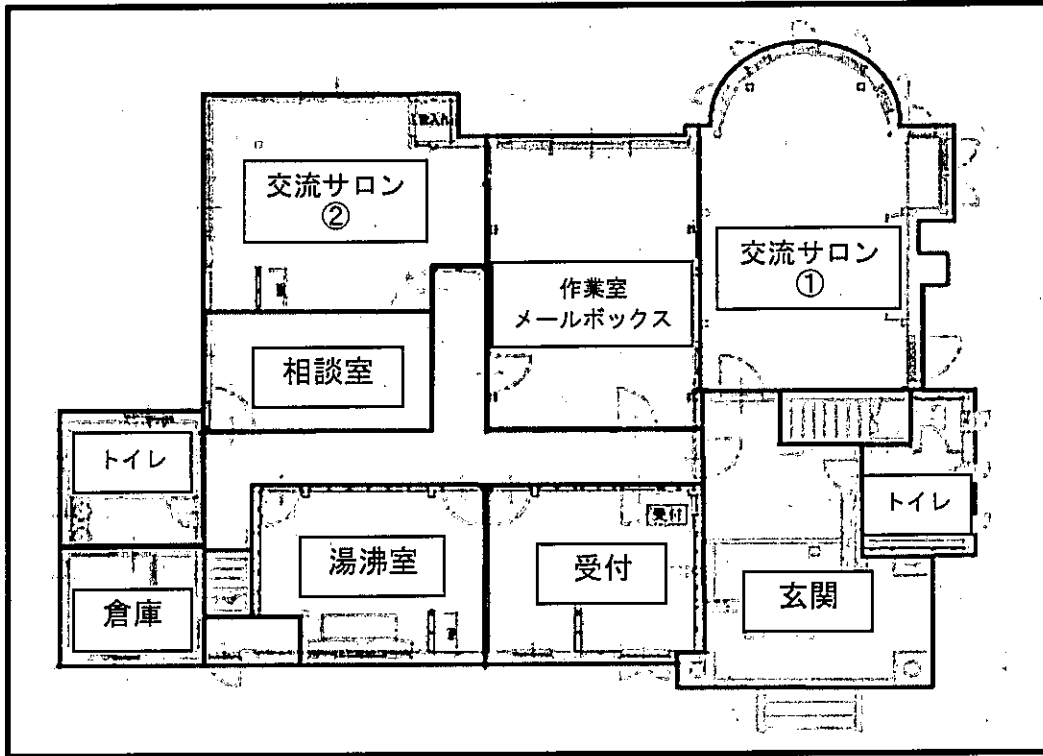 交流サロン
②
作業室
メールボックス
交流サロン
①
相談室
トイレ
トイレ
受付
湯沸室
受付
玄関
倉庫